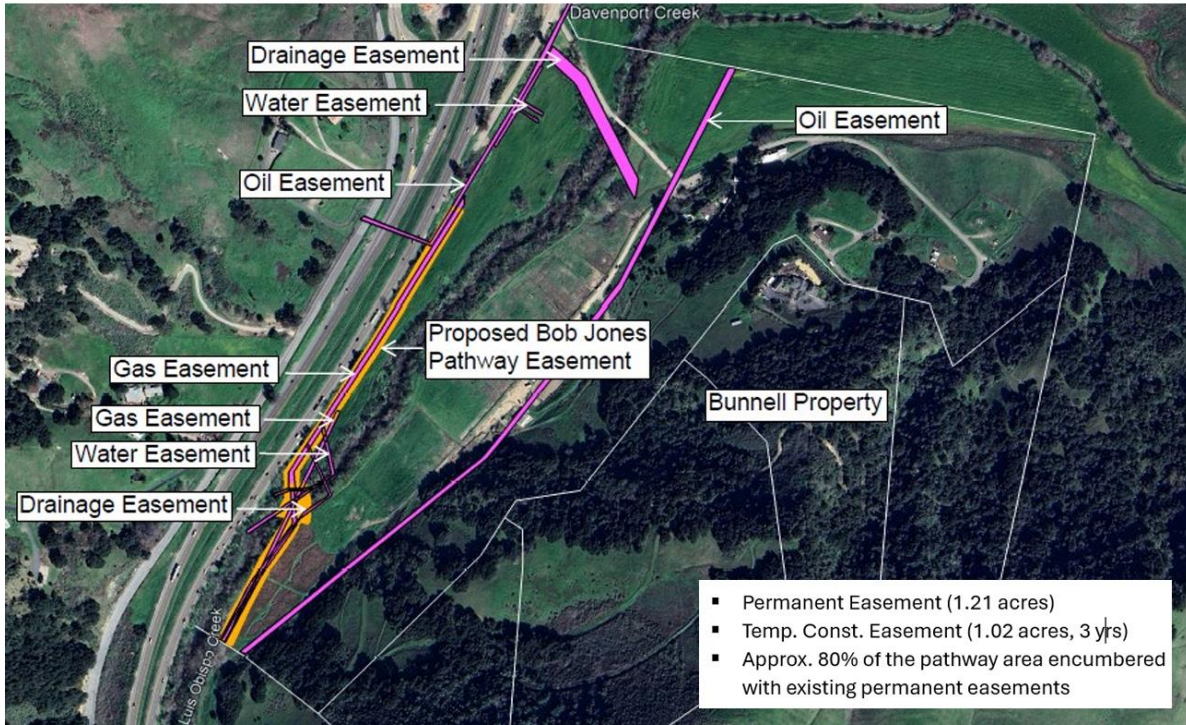 Davenport Creek
Drainage Easement
Water Easement
Oil Easement
Oil Easement
Proposed Bob Jones
Pathway Easement
Gas Easement
Gas Easement
Bunnell Property
Water Easement
Drainage Easement
Luis Obispo Creek
▪ Permanent Easement (1.21 acres)
▪ Temp. Const. Easement (1.02 acres, 3 yrs)
▪ Approx. 80% of the pathway area encumbered
with existing permanent easements